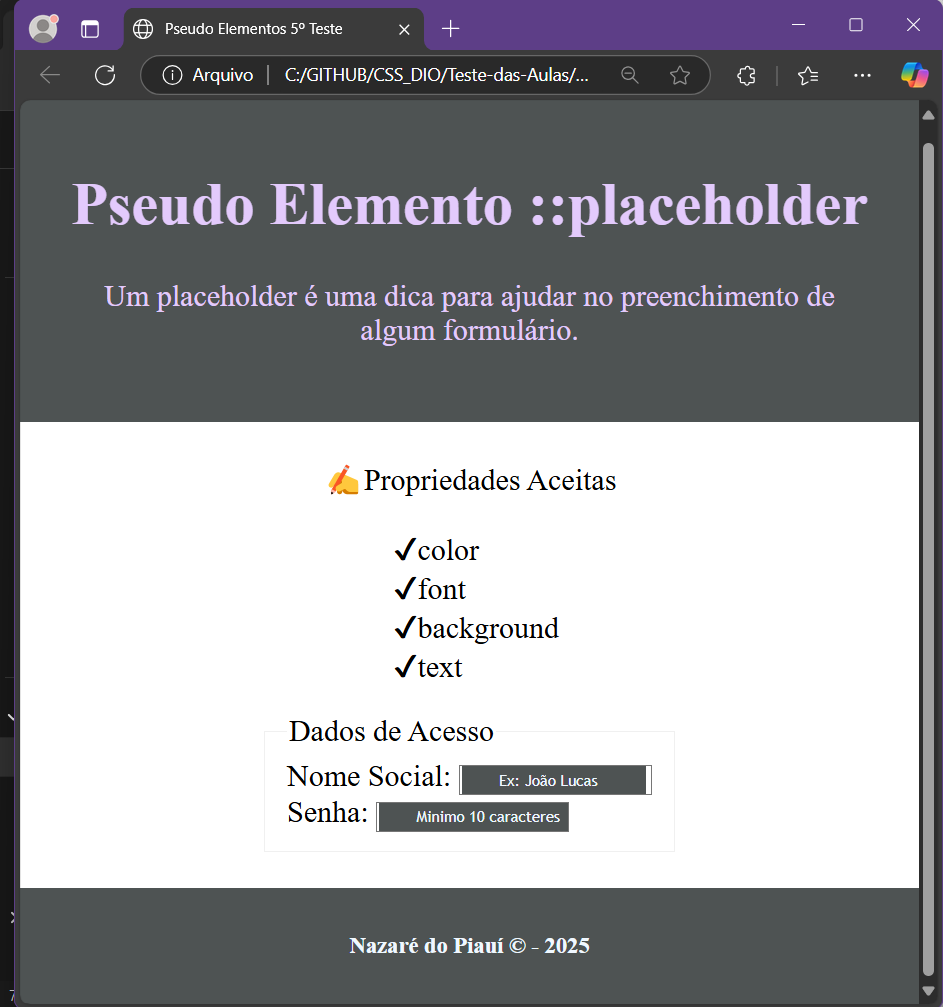 Pseudo Elementos 5º Teste
Arquivo
C:/GITHUB/CSS_DIO/Teste-das-Aulas/...
Pseudo Elemento ::placeholder
Um placeholder é uma dica para ajudar no preenchimento de
algum formulário.
✍Propriedades Aceitas
✔color
✔font
✔background
✔text
Dados de Acesso
Nome Social: Ex: João Lucas
Senha: Minimo 10 caracteres
Nazaré do Piauí © - 2025